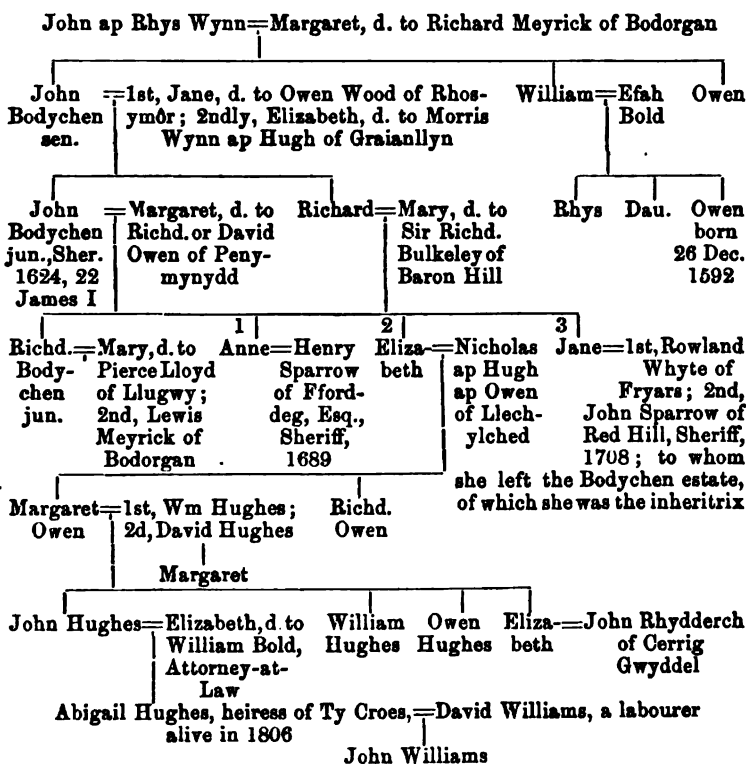 John ap Rhys Wynn=Margaret, d. to Richard Meyrick of Bodorgan
John Bodychen sen.
=1st, Jane, d. to Owen Wood of Rhos-
ymôr; 2ndly, Elizabeth, d. to Morris
Wynn ap Hugh of Graianllyn
William=Efah
Bold
Owen
John
Bodychen
jun., Sher.
1624, 22
James I
=Margaret, d. to
Richd. or David
Owen of Peny-
mynydd
Richard=Mary, d. to
Sir Richd.
Bulkeley of
Baron Hill
Rhys
Dau.
Owen
born
26 Dec.
1592
1
2
3
Richd.=Mary, d. to
Body-
chen
jun.
Pierce Lloyd
of Llugwy;
2nd, Lewis
Meyrick of
Bodorgan
Anne=Henry
Sparrow
of Fford-
deg, Esq.,
Sheriff,
1689
Eliza-
beth
=Nicholas
ap Hugh
ap Owen
of Llech-
ylched
Jane=1st, Rowland
Whyte of
Fryars; 2nd,
John Sparrow of
Red Hill, Sheriff,
1708; to whom
she left the Bodychen estate,
of which she was the inheritrix
Margaret=1st, Wm Hughes;
Owen
2d, David Hughes
Richd.
Owen
Margaret
John Hughes=Elizabeth, d. to
William Bold,
Attorney-at-
Law
William
Hughes
Owen
Hughes
Eliza-
beth
=John Rhydderch
of Cerrig
Gwyddel
Abigail Hughes, heiress of Ty Croes,=David Williams, a labourer
alive in 1806
John Williams